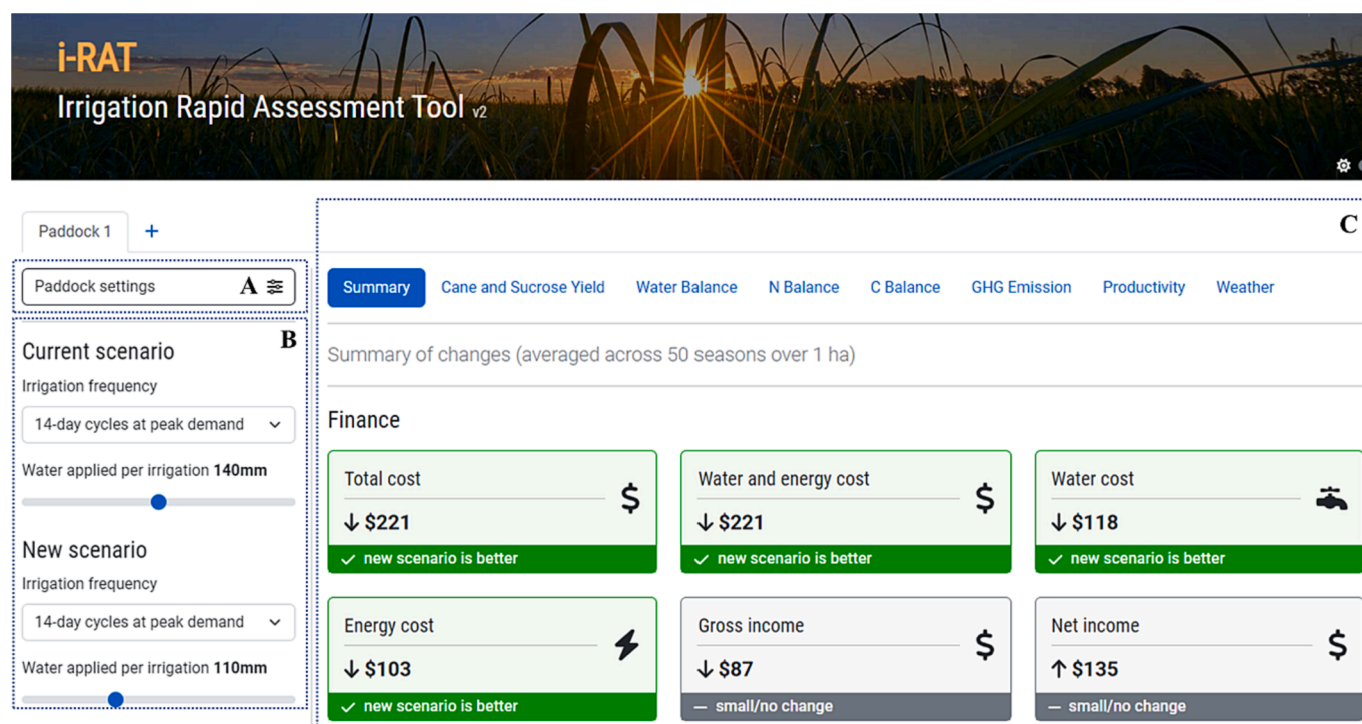 i-RAT
Irrigation Rapid Assessment Tool v2
Paddock 1 +
C
Paddock settings A
Summary Cane and Sucrose Yield Water Balance N Balance C Balance GHG Emission Productivity Weather
B
Current scenario
Irrigation frequency
14-day cycles at peak demand
Water applied per irrigation 140mm
New scenario
Irrigation frequency
14-day cycles at peak demand
Water applied per irrigation 110mm
Summary of changes (averaged across 50 seasons over 1 ha)
Finance
Total cost
$
↓ $221
new scenario is better
Water and energy cost
$
↓ $221
new scenario is better
Water cost
↓ $118
new scenario is better
Energy cost
↓ $103
new scenario is better
Gross income
$
↓ $87
— small/no change
Net income
$
↑ $135
— small/no change